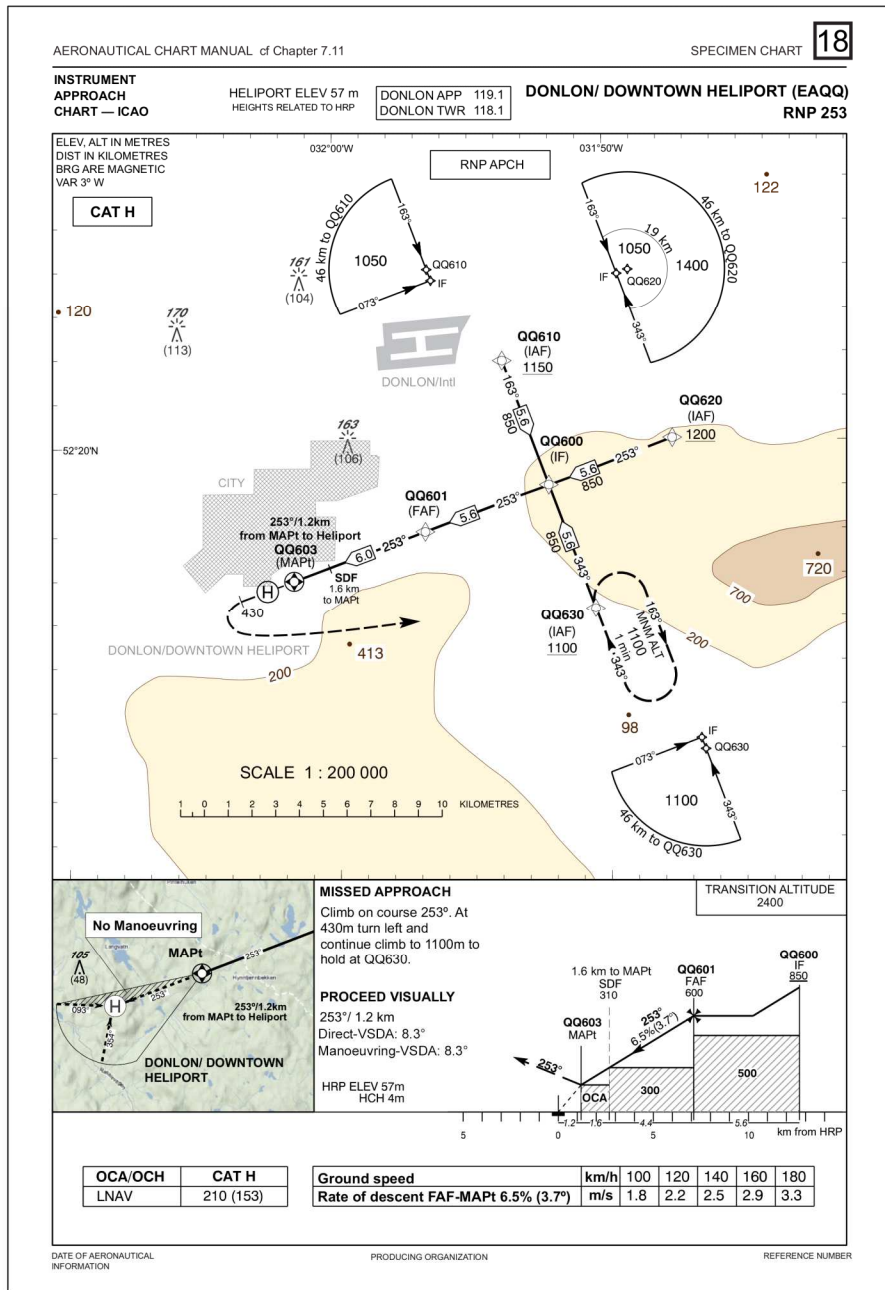 AERONAUTICAL CHART MANUAL cf Chapter 7.11
SPECIMEN CHART 18
INSTRUMENT
APPROACH
CHART — ICAO
HELIPORT ELEV 57 m
HEIGHTS RELATED TO HRP
DONLON APP 119.1
DONLON TWR 118.1
DONLON/ DOWNTOWN HELIPORT (EAQQ)
RNP 253
ELEV, ALT IN METRES
DIST IN KILOMETRES
BRG ARE MAGNETIC
VAR 3º W
CAT H
032°00'W
031°50'W
RNP APCH
122
46 km to QQ610
163°
1050
QQ610
IF
073°
163°
46 km to QQ620
19 km
1050
1400
IF
QQ620
343°
161
(104)
120
170
(113)
DONLON/Intl
QQ610
(IAF)
1150
163°
5.6
850
QQ620
(IAF)
1200
163
(106)
52°20'N
QQ600
(IF)
253°
5.6
850
CITY
QQ601
(FAF)
253°
5.6
253°/1.2km
from MAPt to Heliport
QQ603
(MAPt)
6.0
253°
SDF
1.6 km
to MAPt
H
430
850
5.6
343°
720
700
QQ630
(IAF)
1100
163°
MNM ALT
1100
1 min
343°
200
DONLON/DOWNTOWN HELIPORT
413
200
98
IF
QQ630
073°
1100
343°
46 km to QQ630
SCALE 1 : 200 000
1 0 1 2 3 4 5 6 7 8 9 10 KILOMETRES
No Manoeuvring
MAPt
105
(48)
253°
H
253°
093°
354°
253°/1.2km
from MAPt to Heliport
DONLON/ DOWNTOWN
HELIPORT
MISSED APPROACH
Climb on course 253º. At
430m turn left and
continue climb to 1100m to
hold at QQ630.
PROCEED VISUALLY
253°/ 1.2 km
Direct-VSDA: 8.3°
Manoeuvring-VSDA: 8.3°
HRP ELEV 57m
HCH 4m
TRANSITION ALTITUDE
2400
QQ600
IF
850
QQ601
FAF
600
1.6 km to MAPt
SDF
310
QQ603
MAPt
253°
6.5%(3.7°)
253°
OCA
300
500
1.2 1.6 4.4 5.6
5 0 5 10 km from HRP
OCA/OCH CAT H
LNAV 210 (153)
Ground speed km/h 100 120 140 160 180
Rate of descent FAF-MAPt 6.5% (3.7º) m/s 1.8 2.2 2.5 2.9 3.3
DATE OF AERONAUTICAL
INFORMATION
PRODUCING ORGANIZATION
REFERENCE NUMBER